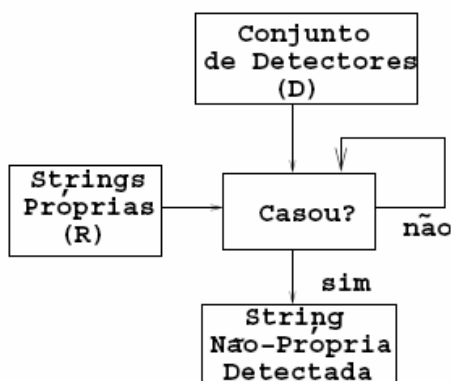 Conjunto
de Detectores
(D)
Strings
Próprias
(R)
Casou?
não
sim
String
Não-Própria
Detectada